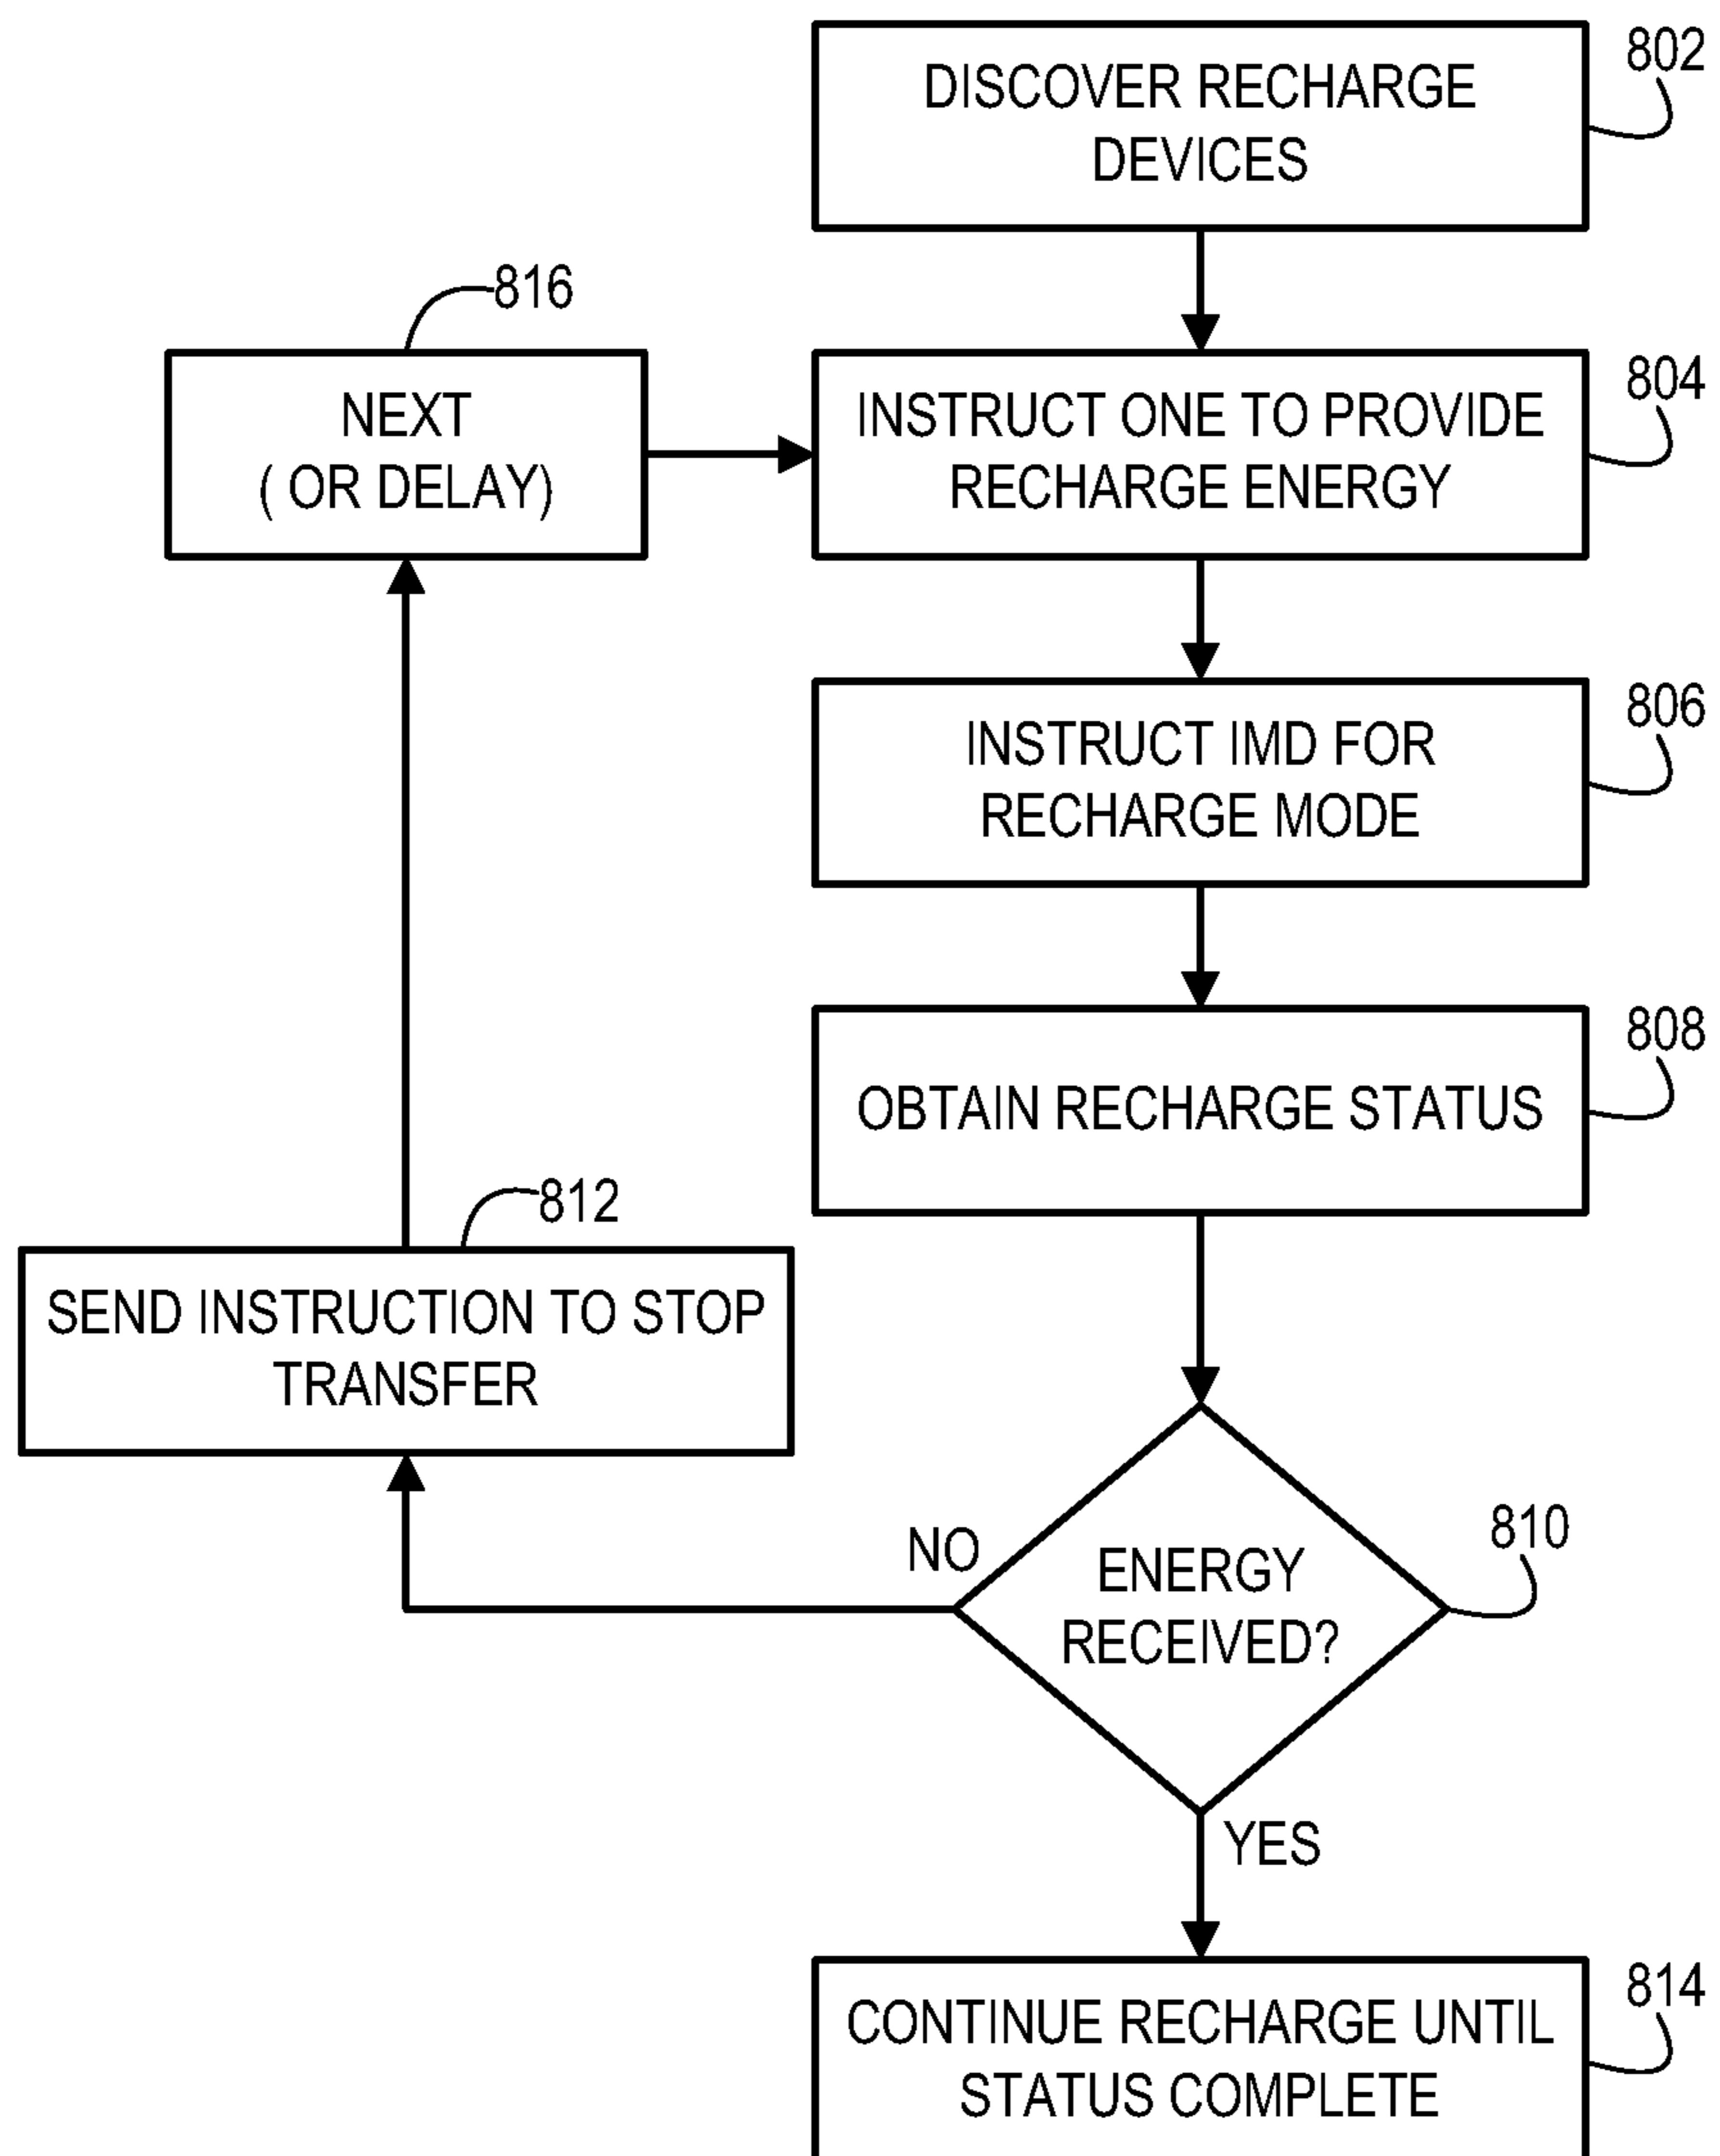 802
DISCOVER RECHARGE
DEVICES
816
NEXT
( OR DELAY)
804
INSTRUCT ONE TO PROVIDE
RECHARGE ENERGY
806
INSTRUCT IMD FOR
RECHARGE MODE
808
OBTAIN RECHARGE STATUS
812
SEND INSTRUCTION TO STOP
TRANSFER
810
NO
ENERGY
RECEIVED?
YES
814
CONTINUE RECHARGE UNTIL
STATUS COMPLETE